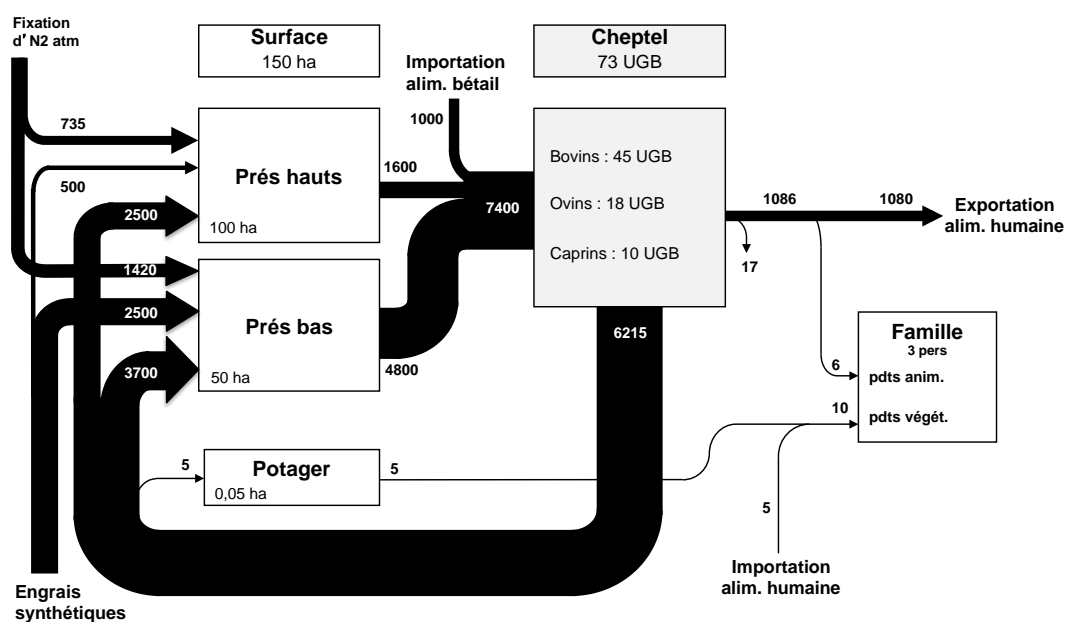 Fixation
d’ N2 atm
Surface
150 ha
Cheptel
73 UGB
Importation
alim. bétail
1000
735
500
2500
Prés hauts
100 ha
1600
7400
Bovins : 45 UGB
Ovins : 18 UGB
Caprins : 10 UGB
1086
1080
Exportation
alim. humaine
17
1420
2500
3700
Prés bas
50 ha
4800
6215
Famille
3 pers
6
pdts anim.
10
pdts végét.
5
Potager
0,05 ha
5
5
Engrais
synthétiques
Importation
alim. humaine